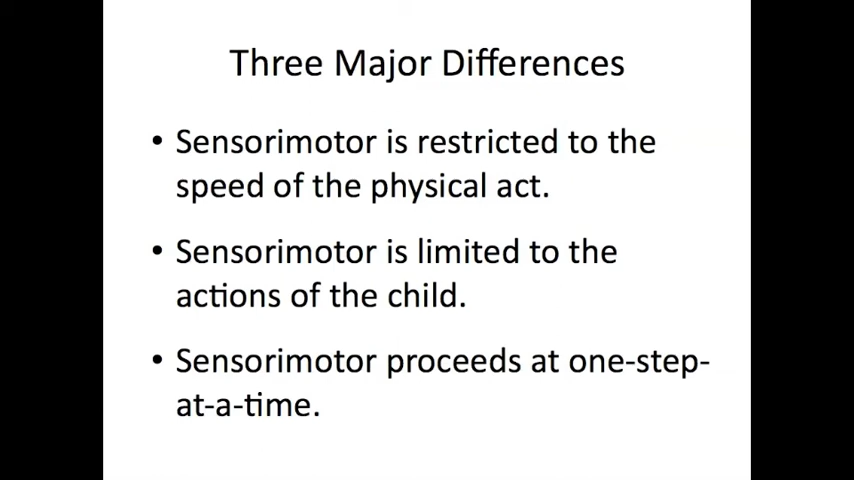 Three Major Differences
• Sensorimotor is restricted to the
speed of the physical act.
• Sensorimotor is limited to the
actions of the child.
• Sensorimotor proceeds at one-step-
at-a-time.